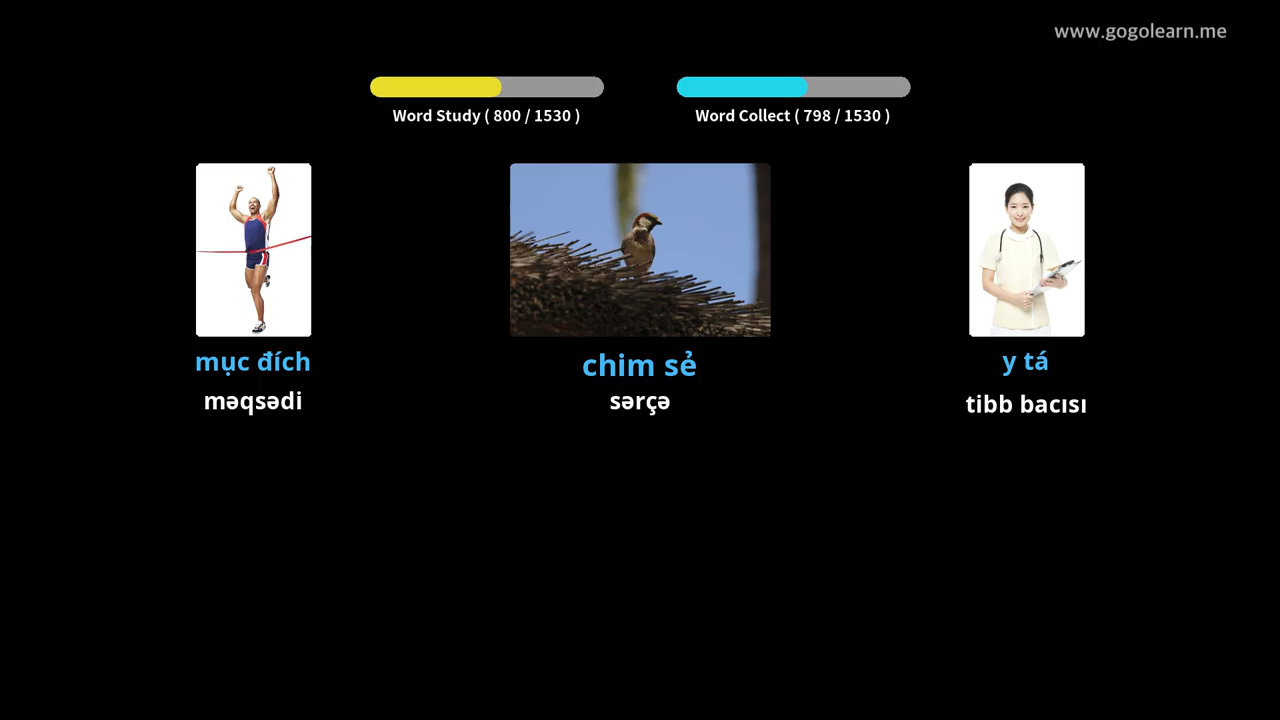 www.gogolearn.me
Word Study ( 800 / 1530 )
Word Collect ( 798 / 1530 )
mục đích
məqsədi
chim sẻ
sərçə
y tá
tibb bacısı